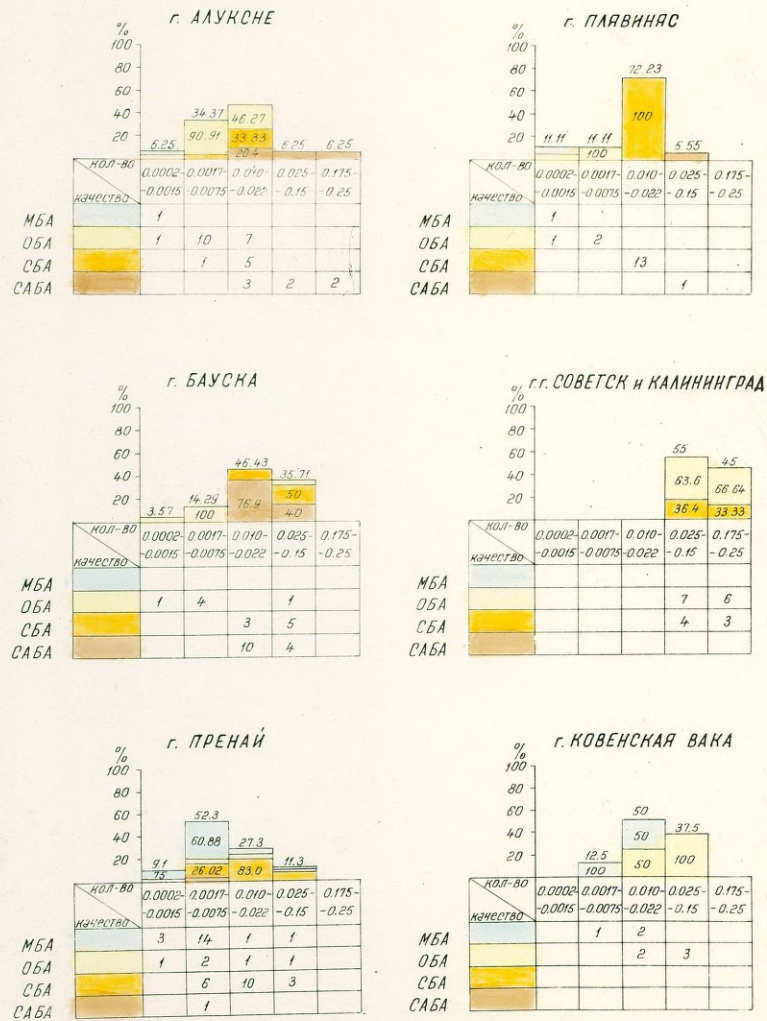 г. АЛУКСНЕ
%
100
80
60
40
20
6.25
34.37
90.91
46.27
33.33
20.4
6.25
6.25
КОЛ-ВО
КАЧЕСТВО
0.0002- 0.0017- 0.010- 0.025- 0.175-
-0.0015 -0.0075 -0.022 -0.15 -0.25
МБА 1
ОБА 1 10 7
СБА 1 5
САБА 3 2 2
г. ПЛЯВИНЯС
%
100
80
60
40
20
11.11
11.11
100
72.23
100
5.55
КОЛ-ВО
КАЧЕСТВО
0.0002- 0.0017- 0.010- 0.025- 0.175-
-0.0015 -0.0075 -0.022 -0.15 -0.25
МБА 1
ОБА 1 2
СБА 13
САБА 1
г. БАУСКА
%
100
80
60
40
20
3.57
14.29
100
46.43
76.9
35.71
50
40
КОЛ-ВО
КАЧЕСТВО
0.0002- 0.0017- 0.010- 0.025- 0.175-
-0.0015 -0.0075 -0.022 -0.15 -0.25
МБА
ОБА 1 4 1
СБА 3 5
САБА 10 4
г.г. СОВЕТСК и КАЛИНИНГРАД
%
100
80
60
40
20
55
63.6
36.4
45
66.64
33.33
КОЛ-ВО
КАЧЕСТВО
0.0002- 0.0017- 0.010- 0.025- 0.175-
-0.0015 -0.0075 -0.022 -0.15 -0.25
МБА
ОБА 7 6
СБА 4 3
САБА
г. ПРЕНАЙ
%
100
80
60
40
20
9.1
75
52.3
60.88
26.02
27.3
83.0
11.3
КОЛ-ВО
КАЧЕСТВО
0.0002- 0.0017- 0.010- 0.025- 0.175-
-0.0015 -0.0075 -0.022 -0.15 -0.25
МБА 3 14 1 1
ОБА 1 2 1 1
СБА 6 10 3
САБА 1
г. КОВЕНСКАЯ ВАКА
%
100
80
60
40
20
12.5
100
50
50
50
37.5
100
КОЛ-ВО
КАЧЕСТВО
0.0002- 0.0017- 0.010- 0.025- 0.175-
-0.0015 -0.0075 -0.022 -0.15 -0.25
МБА 1 2
ОБА 2 3
СБА
САБА